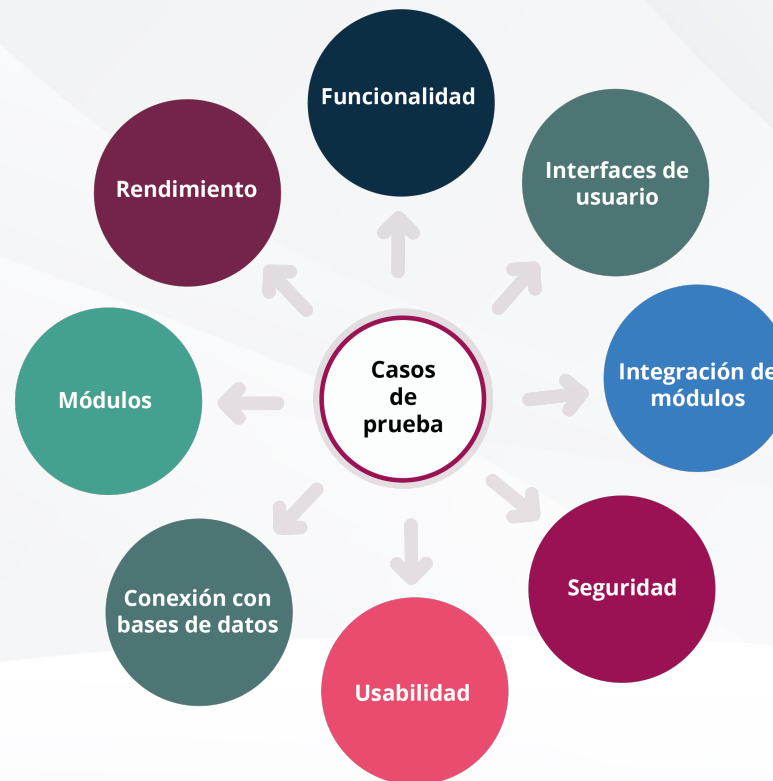 Funcionalidad
Interfaces de
usuario
Rendimiento
Casos
de
prueba
Integración de
módulos
Módulos
Seguridad
Conexión con
bases de datos
Usabilidad